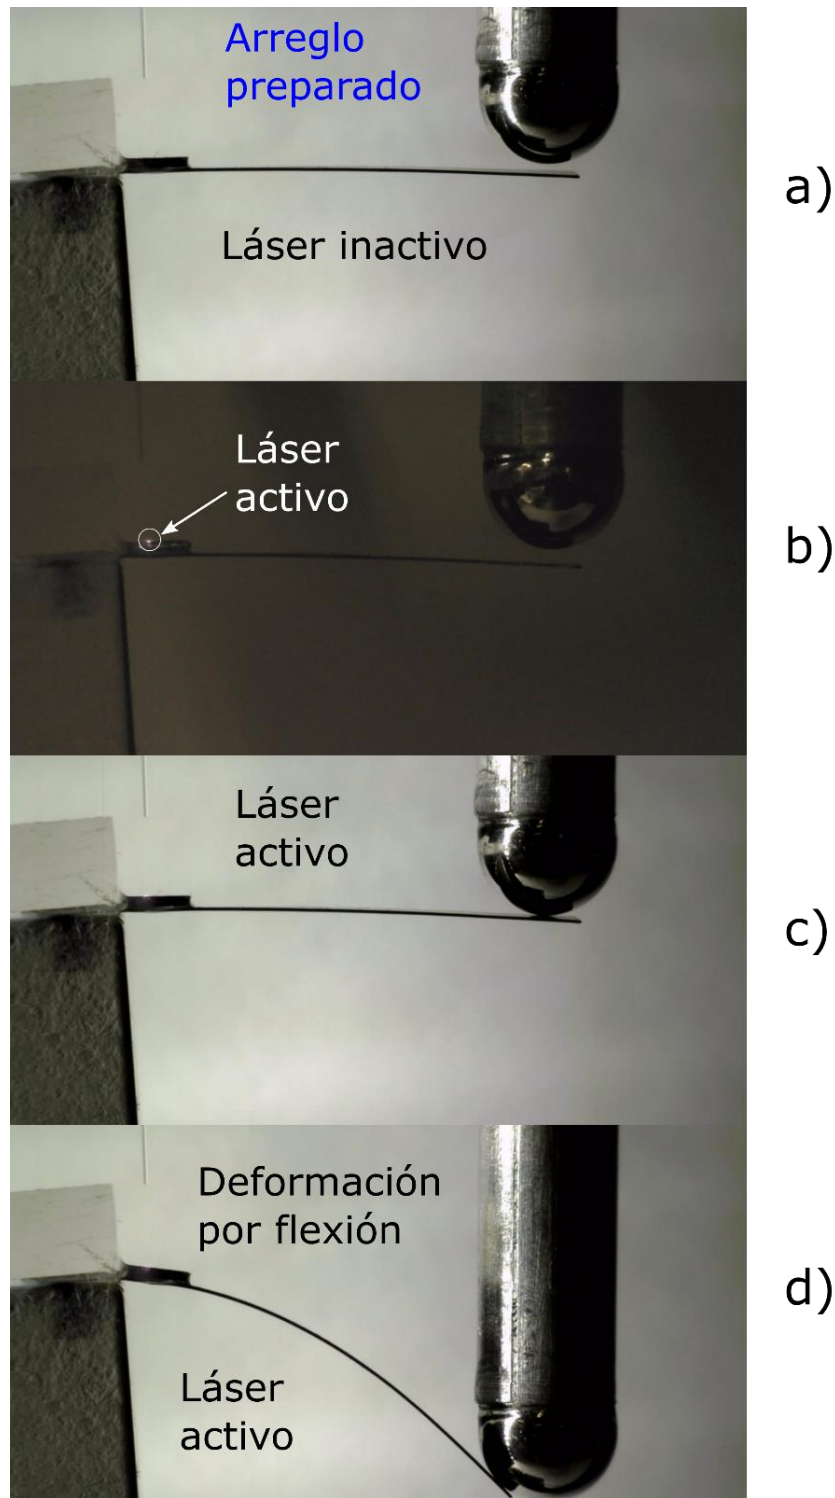 Arreglo
preparado
a)
Láser inactivo
Láser
activo
b)
Láser
activo
c)
Deformación
por flexión
d)
Láser
activo